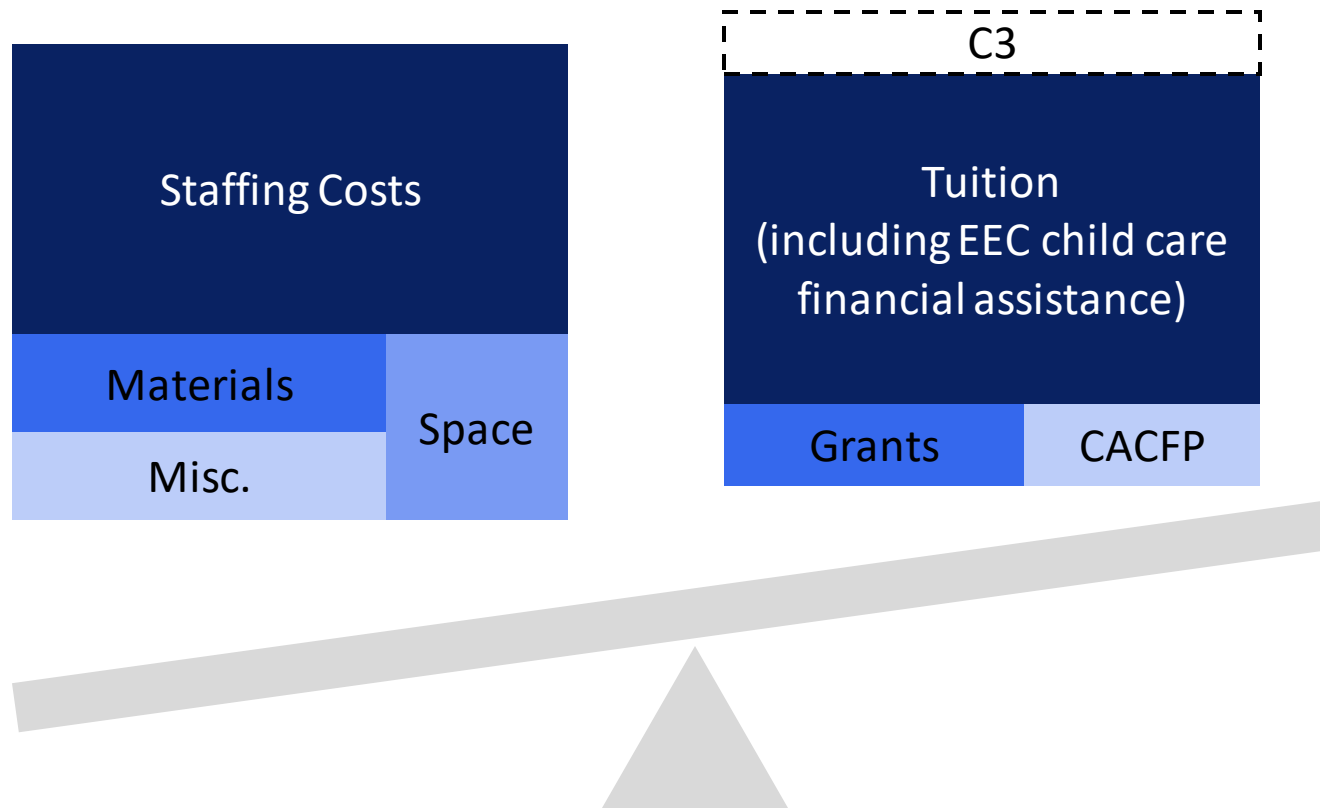 Staffing Costs
Materials
Misc.
Space
C3
Tuition
(including EEC child care
financial assistance)
Grants
CACFP